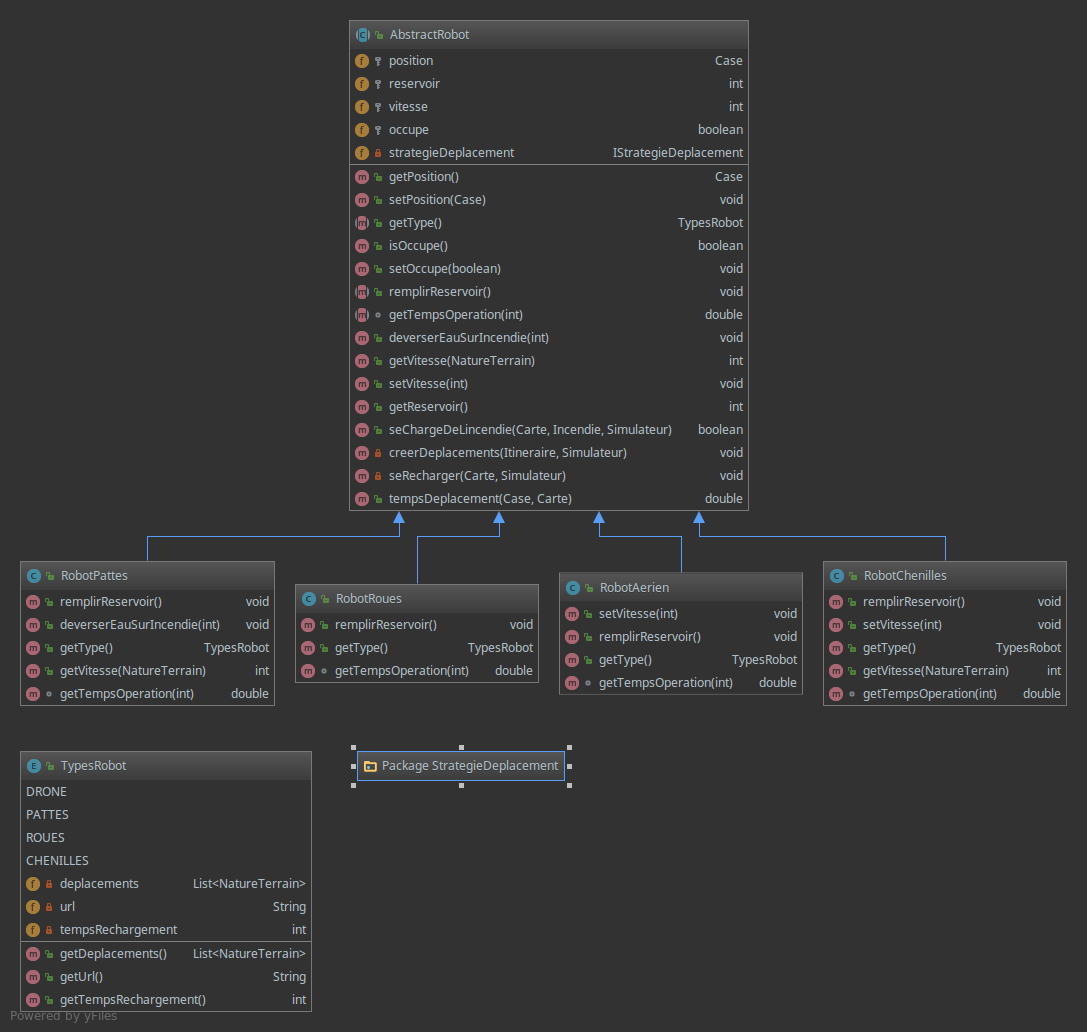 AbstractRobot
position Case
reservoir int
vitesse int
occupe boolean
strategieDeplacement IStrategieDeplacement
getPosition() Case
setPosition(Case) void
getType() TypesRobot
isOccupe() boolean
setOccupe(boolean) void
remplirReservoir() void
getTempsOperation(int) double
deverserEauSurIncendie(int) void
getVitesse(NatureTerrain) int
setVitesse(int) void
getReservoir() int
seChargeDeLincendie(Carte, Incendie, Simulateur) boolean
creerDeplacements(Itineraire, Simulateur) void
seRecharger(Carte, Simulateur) void
tempsDeplacement(Case, Carte) double
RobotPattes
remplirReservoir() void
deverserEauSurIncendie(int) void
getType() TypesRobot
getVitesse(NatureTerrain) int
getTempsOperation(int) double
RobotRoues
remplirReservoir() void
getType() TypesRobot
getTempsOperation(int) double
RobotAerien
setVitesse(int) void
remplirReservoir() void
getType() TypesRobot
getTempsOperation(int) double
RobotChenilles
remplirReservoir() void
setVitesse(int) void
getType() TypesRobot
getVitesse(NatureTerrain) int
getTempsOperation(int) double
TypesRobot
DRONE
PATTES
ROUES
CHENILLES
deplacements List<NatureTerrain>
url String
tempsRechargement int
getDeplacements() List<NatureTerrain>
getUrl() String
getTempsRechargement() int
Package StrategieDeplacement
Powered by yFiles